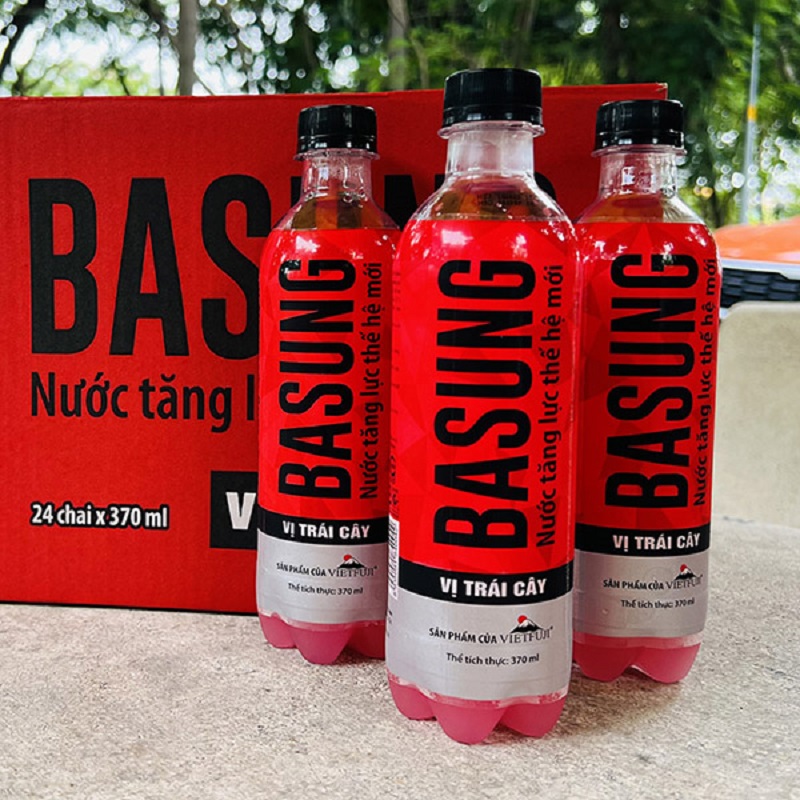 BASUNG
Nước tăng
24 chai x 370 ml
BASUNG
Nước tăng lực thế hệ mới
VỊ TRÁI CÂY
SẢN PHẨM CỦA VIETFUJI
Thể tích thực: 370 ml
BASUNG
Nước tăng lực thế hệ mới
VỊ TRÁI CÂY
SẢN PHẨM CỦA VIETFUJI
Thể tích thực: 370 ml
BASUNG
Nước tăng lực thế hệ mới
VỊ TRÁI CÂY
SẢN PHẨM CỦA VIETFUJI
Thể tích thực: 370 ml